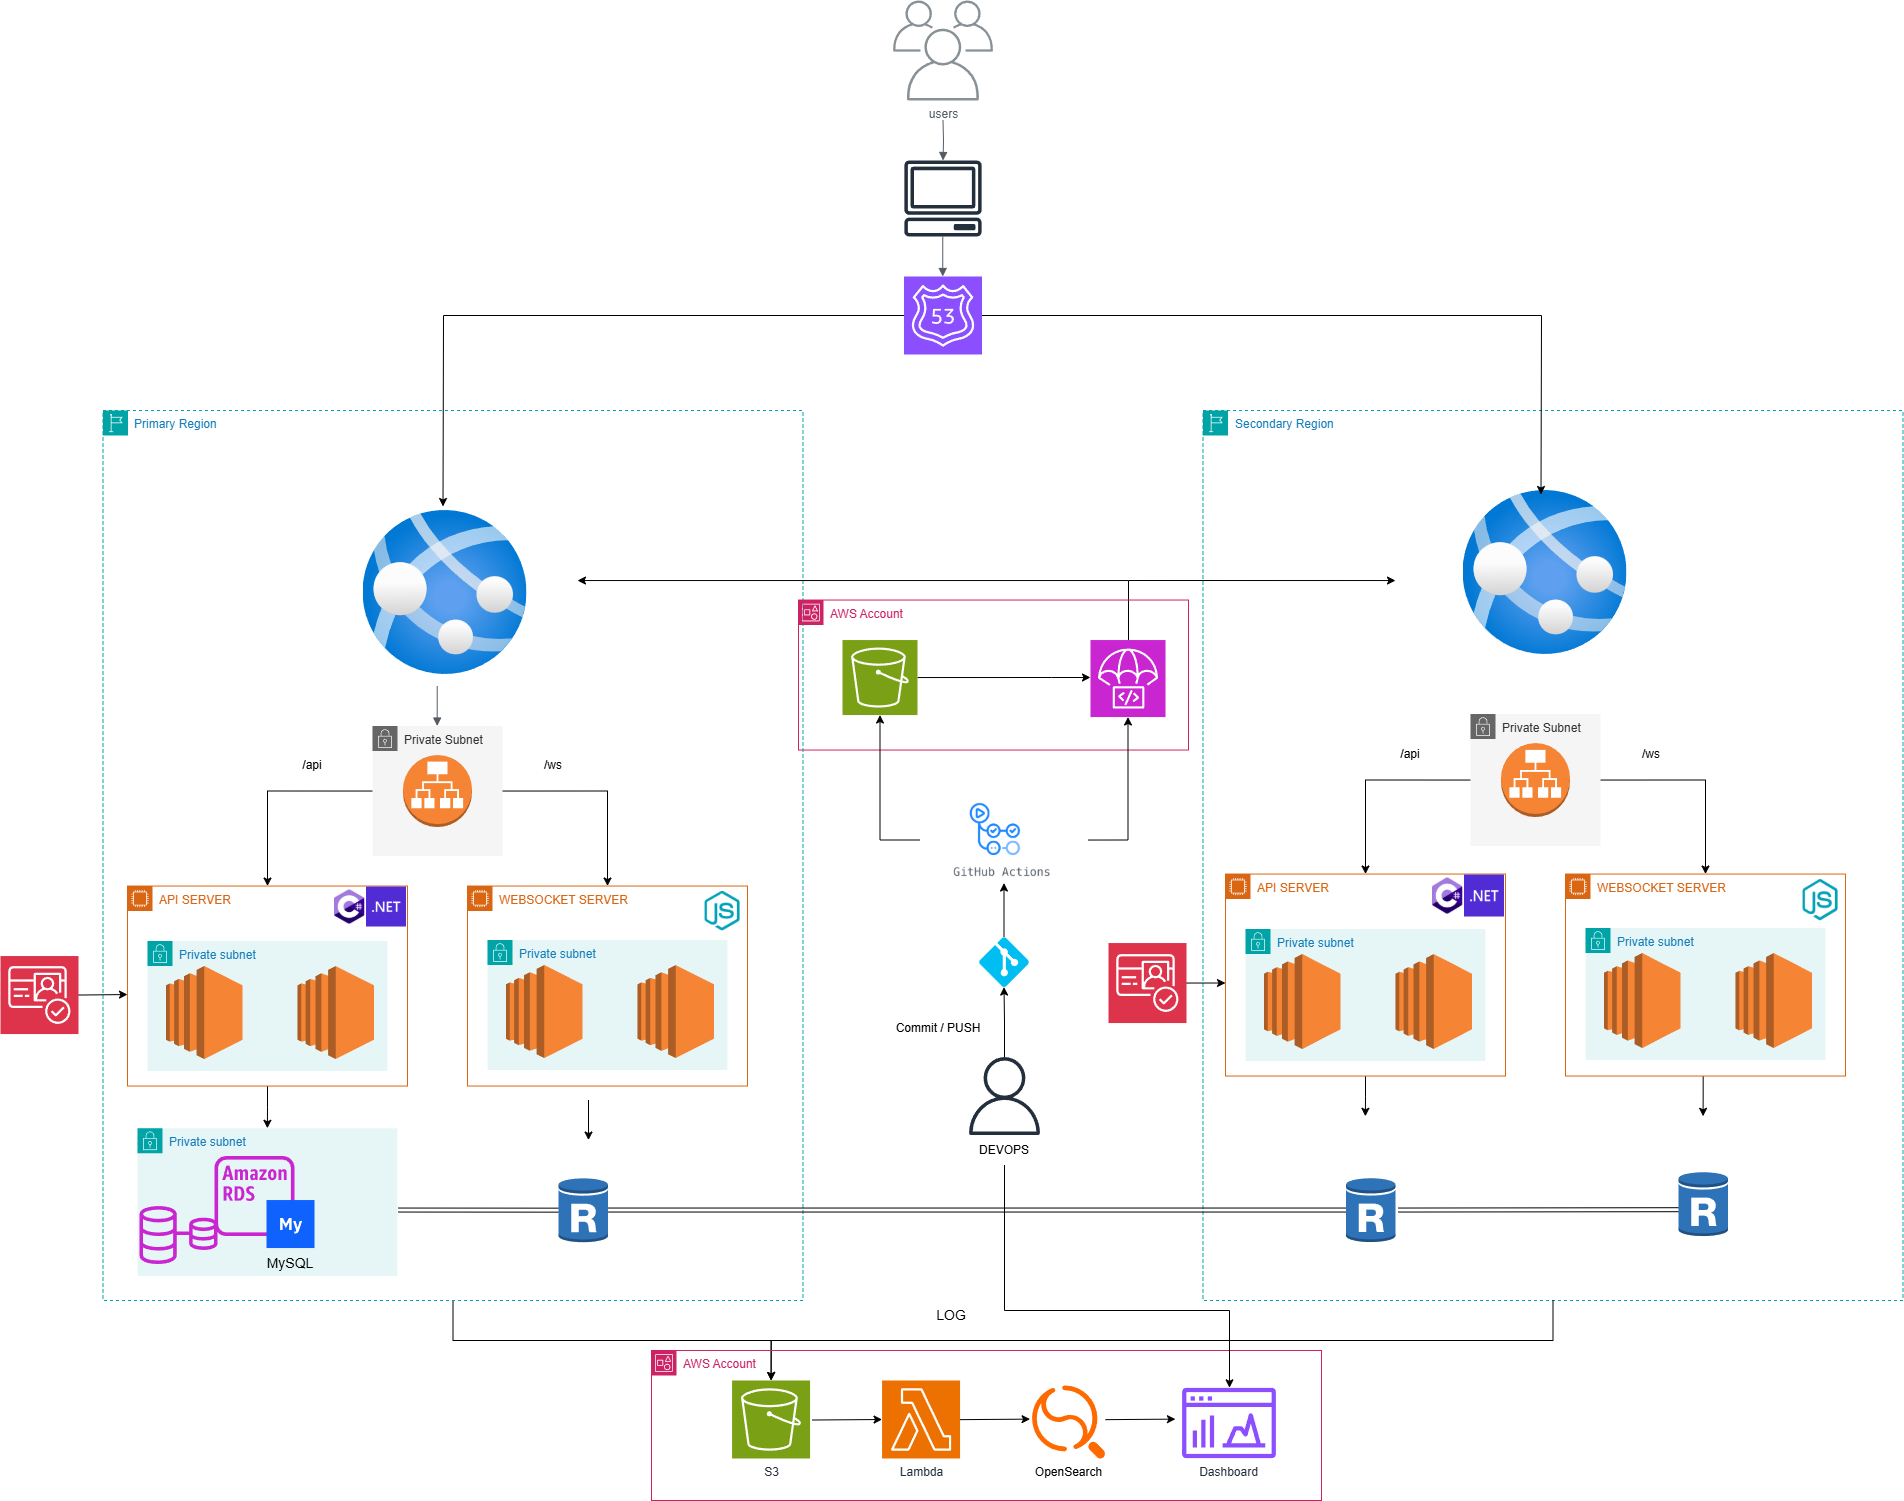 users
53
Primary Region
Secondary Region
AWS Account
Private Subnet
/api
/ws
Private Subnet
/api
/ws
GitHub Actions
API SERVER
C#
.NET
WEBSOCKET SERVER
JS
API SERVER
C#
.NET
WEBSOCKET SERVER
JS
Private subnet
Private subnet
Private subnet
Private subnet
Commit / PUSH
DEVOPS
Private subnet
Amazon
RDS
My
MySQL
R
R
R
LOG
AWS Account
S3
Lambda
OpenSearch
Dashboard